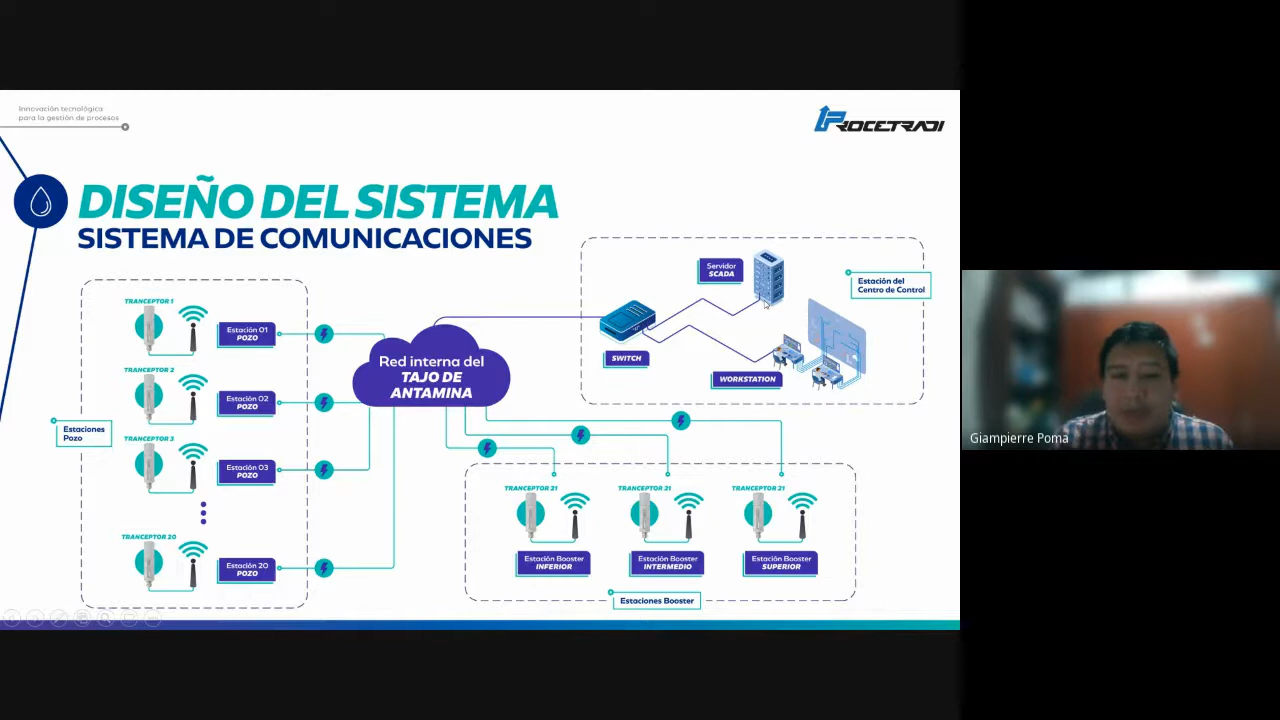 Innovación tecnológica
para la gestión de procesos
PROCETRADI
DISEÑO DEL SISTEMA
SISTEMA DE COMUNICACIONES
TRANCEPTOR 1
Estación 01
POZO
TRANCEPTOR 2
Estación 02
POZO
Estaciones
Pozo
TRANCEPTOR 3
Estación 03
POZO
TRANCEPTOR 20
Estación 20
POZO
Red interna del
TAJO DE
ANTAMINA
Servidor
SCADA
Estación del
Centro de Control
SWITCH
WORKSTATION
TRANCEPTOR 21
TRANCEPTOR 21
TRANCEPTOR 21
Estación Booster
INFERIOR
Estación Booster
INTERMEDIO
Estación Booster
SUPERIOR
Estaciones Booster
Giampierre Poma